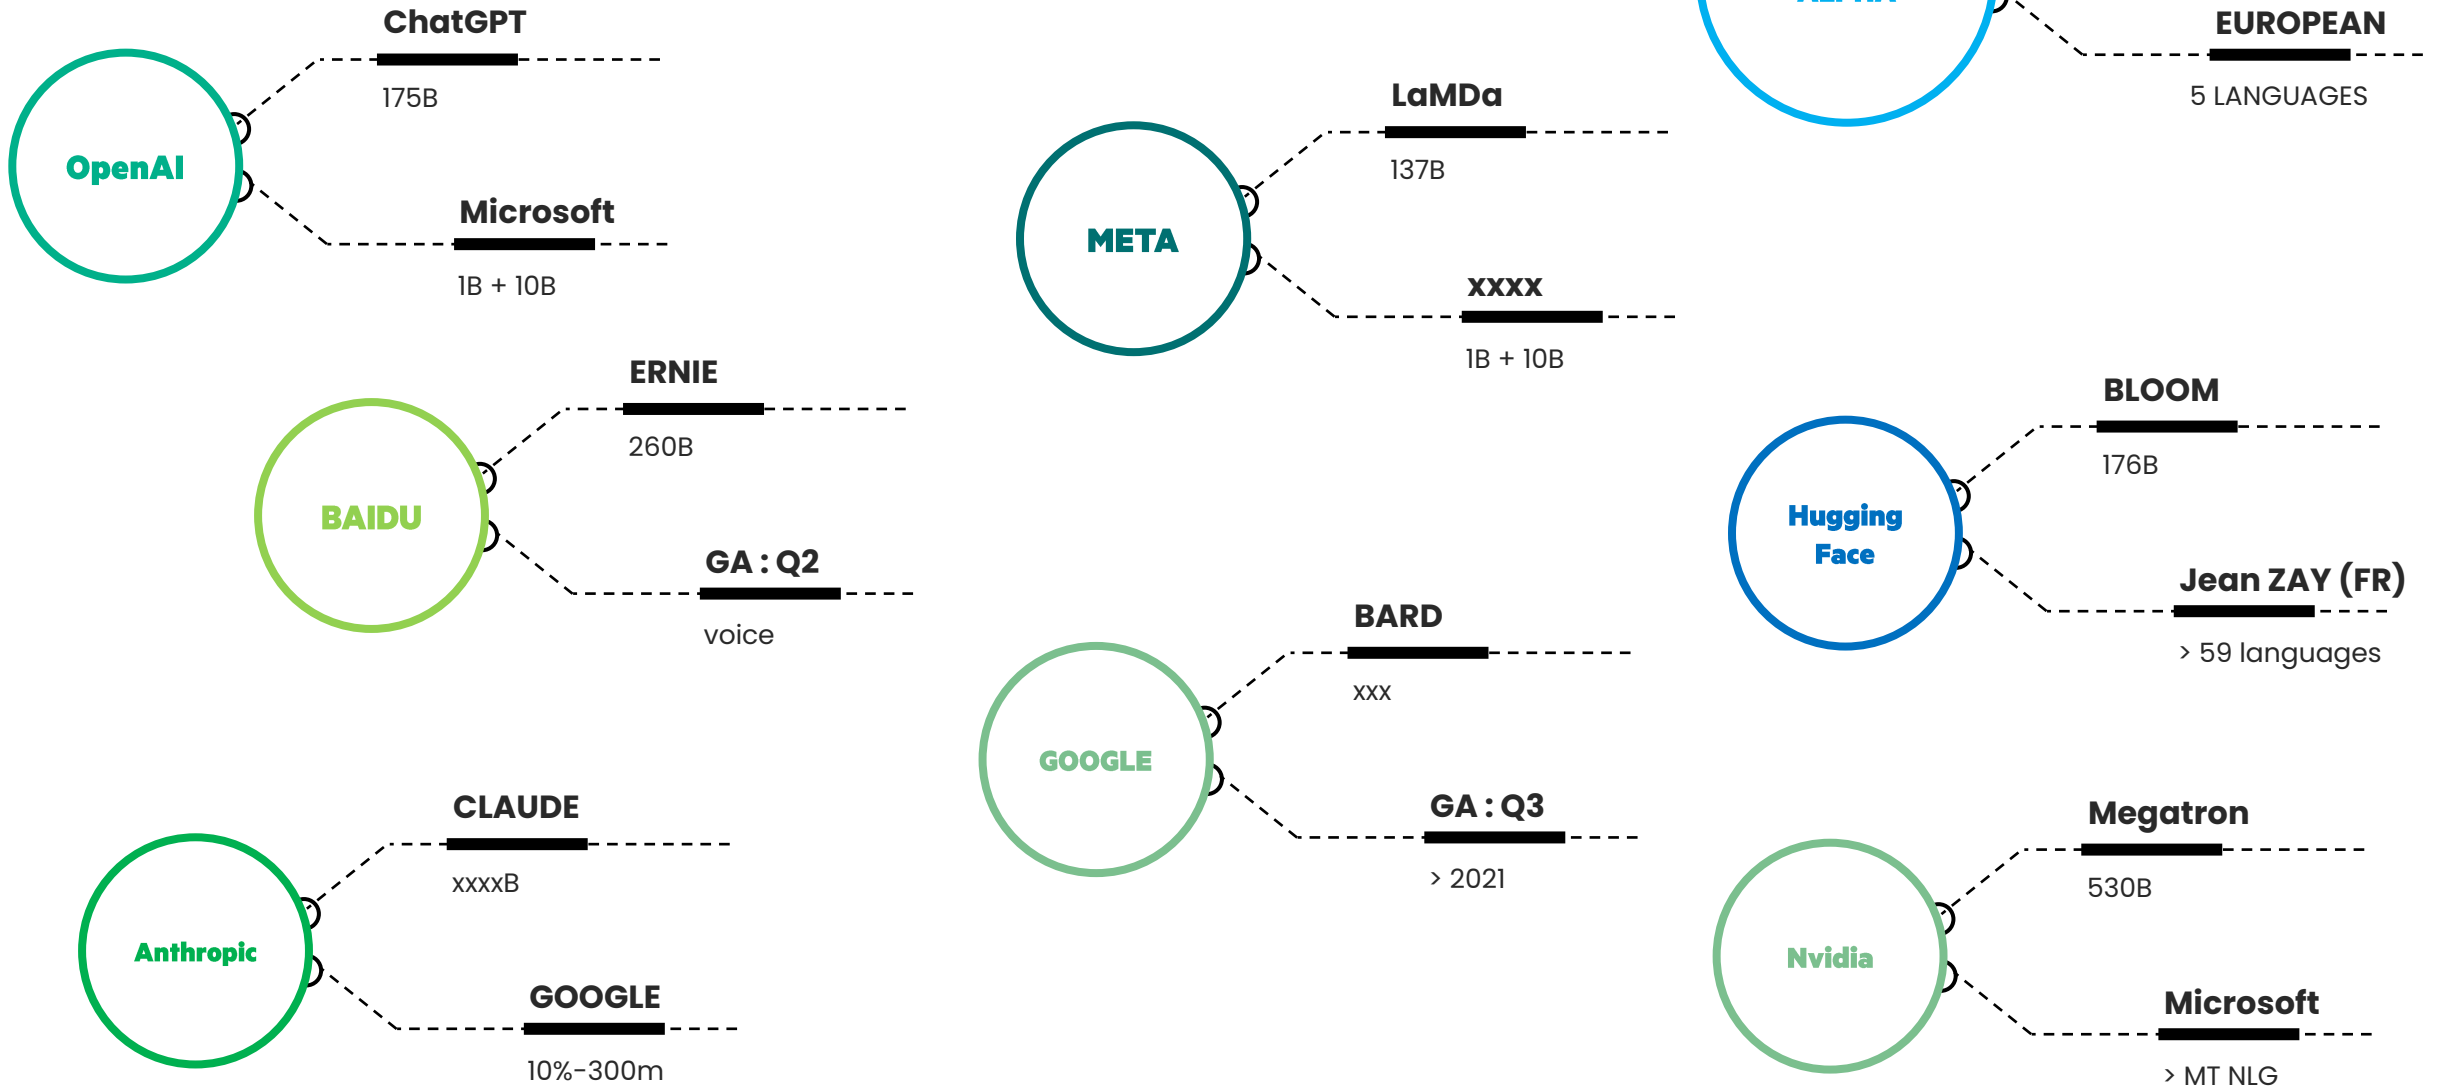 ChatGPT
175B
OpenAI
Microsoft
1B + 10B
EUROPEAN
5 LANGUAGES
LaMDa
137B
META
xxxx
1B + 10B
ERNIE
260B
BAIDU
GA : Q2
voice
BLOOM
176B
Hugging
Face
Jean ZAY (FR)
> 59 languages
BARD
xxx
GOOGLE
GA : Q3
> 2021
CLAUDE
xxxxB
Anthropic
GOOGLE
10%-300m
Megatron
530B
Nvidia
Microsoft
> MT NLG